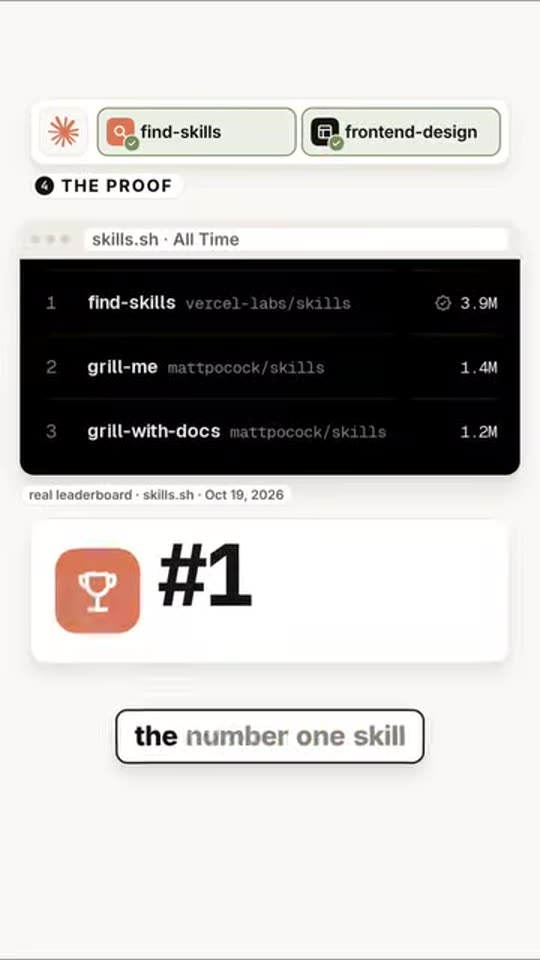 find-skills frontend-design
4 THE PROOF
skills.sh · All Time
1 find-skills vercel-labs/skills 3.9M
2 grill-me mattpocock/skills 1.4M
3 grill-with-docs mattpocock/skills 1.2M
real leaderboard · skills.sh · Oct 19, 2026
#1
the number one skill